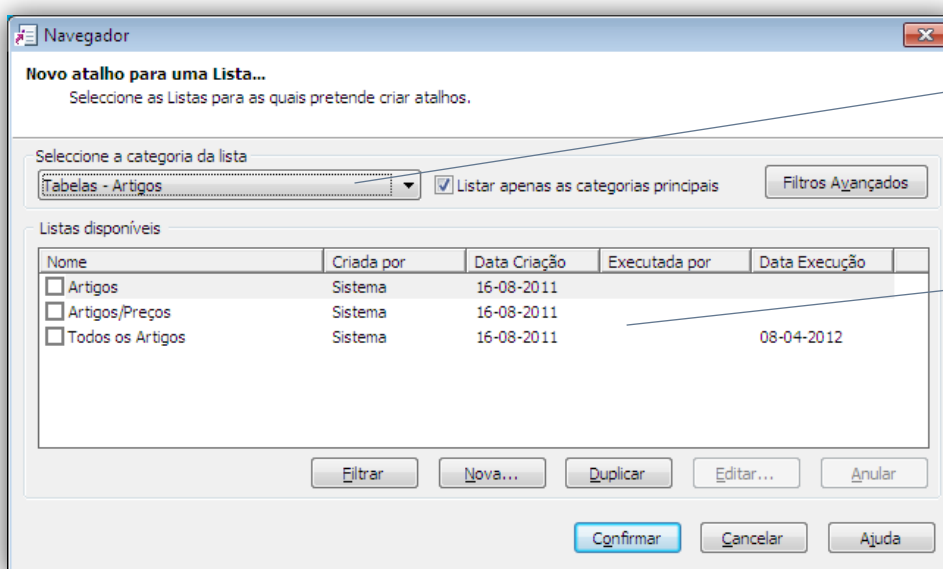 Navegador
Novo atalho para uma Lista...
Seleccione as Listas para as quais pretende criar atalhos.
Seleccione a categoria da lista
Tabelas - Artigos Listar apenas as categorias principais Filtros Avançados
Listas disponíveis
Nome Criada por Data Criação Executada por Data Execução
Artigos Sistema 16-08-2011
Artigos/Preços Sistema 16-08-2011
Todos os Artigos Sistema 16-08-2011 08-04-2012
Filtrar Nova... Duplicar Editar... Anular
Confirmar Cancelar Ajuda